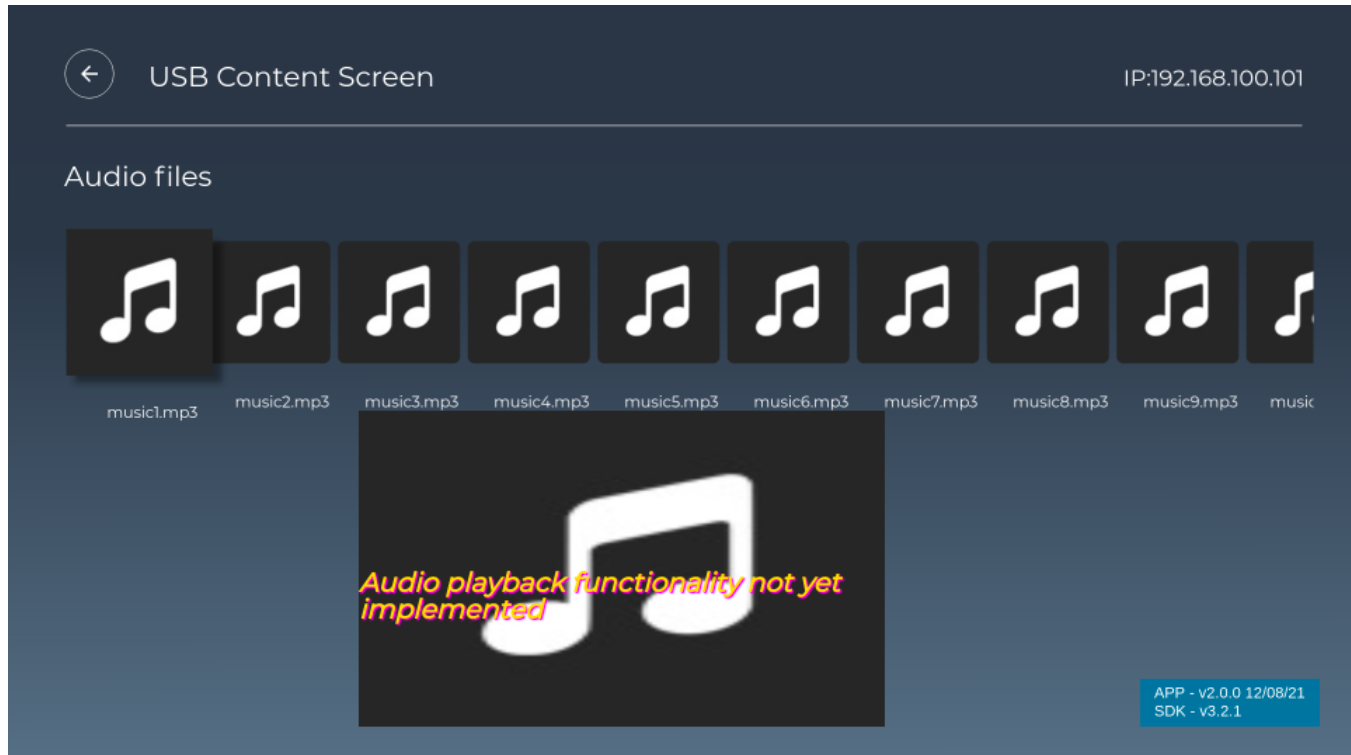 USB Content Screen
IP:192.168.100.101
Audio files
music1.mp3
music2.mp3
music3.mp3
music4.mp3
music5.mp3
music6.mp3
music7.mp3
music8.mp3
music9.mp3
music
Audio playback functionality not yet
implemented
APP - v2.0.0 12/08/21
SDK - v3.2.1